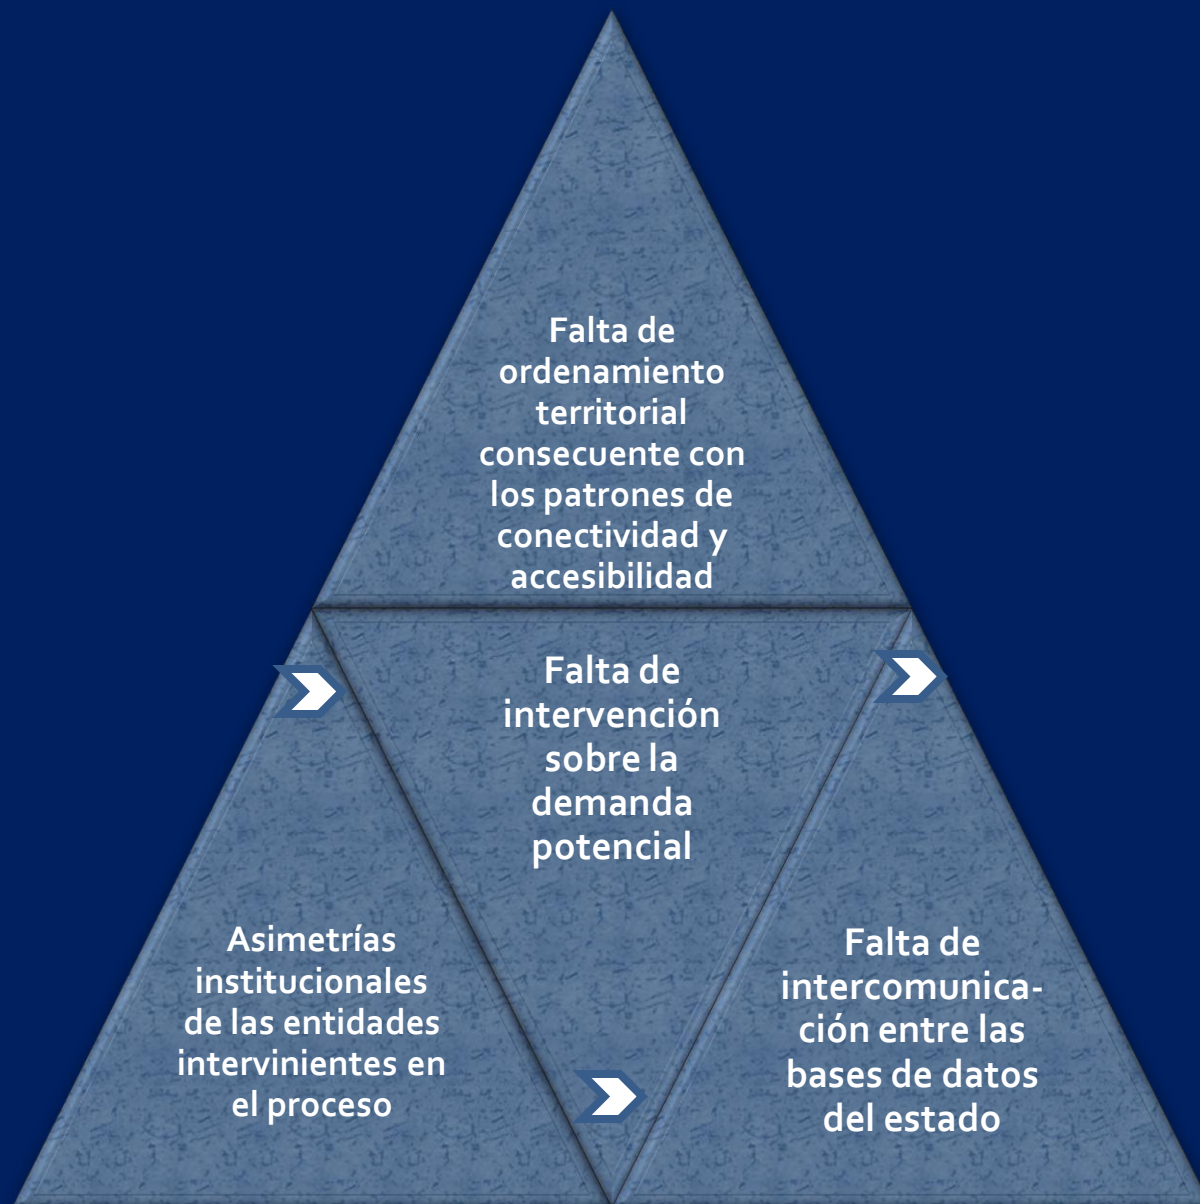 Falta de
ordenamiento
territorial
consecuente con
los patrones de
conectividad y
accesibilidad
Falta de
intervención
sobre la
demanda
potencial
Asimetrías
institucionales
de las entidades
intervinientes en
el proceso
Falta de
intercomunica-
ción entre las
bases de datos
del estado